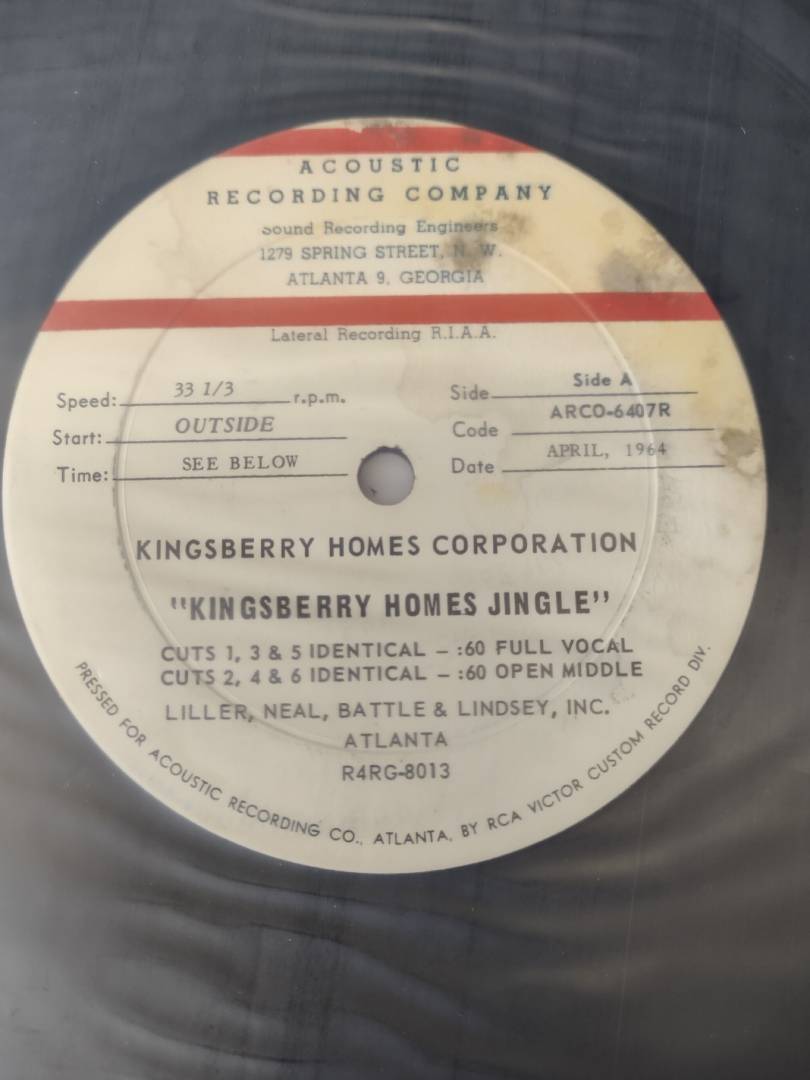 ACOUSTIC
RECORDING COMPANY
Sound Recording Engineers
1279 SPRING STREET, N. W.
ATLANTA 9, GEORGIA
Lateral Recording R.I.A.A.
Speed: 33 1/3 r.p.m.
Start: OUTSIDE
Time: SEE BELOW
Side Side A
Code ARCO-6407R
Date APRIL, 1964
KINGSBERRY HOMES CORPORATION
"KINGSBERRY HOMES JINGLE"
CUTS 1, 3 & 5 IDENTICAL – :60 FULL VOCAL
CUTS 2, 4 & 6 IDENTICAL – :60 OPEN MIDDLE
LILLER, NEAL, BATTLE & LINDSEY, INC.
ATLANTA
R4RG-8013
PRESSED FOR ACOUSTIC RECORDING CO., ATLANTA, BY RCA VICTOR CUSTOM RECORD DIV.